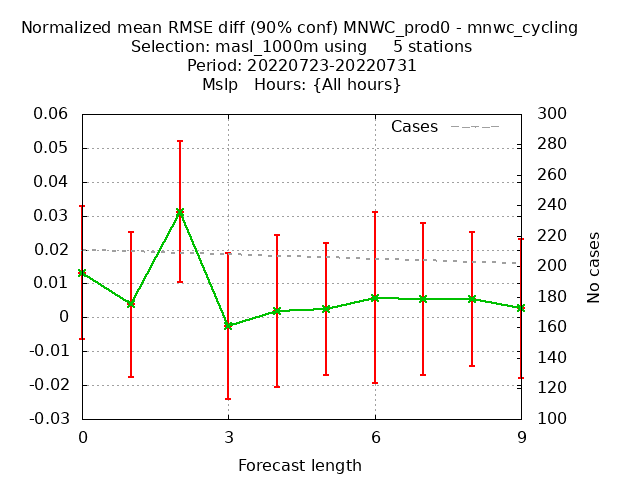 Normalized mean RMSE diff (90% conf) MNWC_prod0 - mnwc_cycling
Selection: masl_1000m using     5 stations
Period: 20220723-20220731
Mslp   Hours: {All hours}
Cases
0.06
0.05
0.04
0.03
0.02
0.01
0
-0.01
-0.02
-0.03
300
280
260
240
220
200
180
160
140
120
100
No cases
0 3 6 9
Forecast length